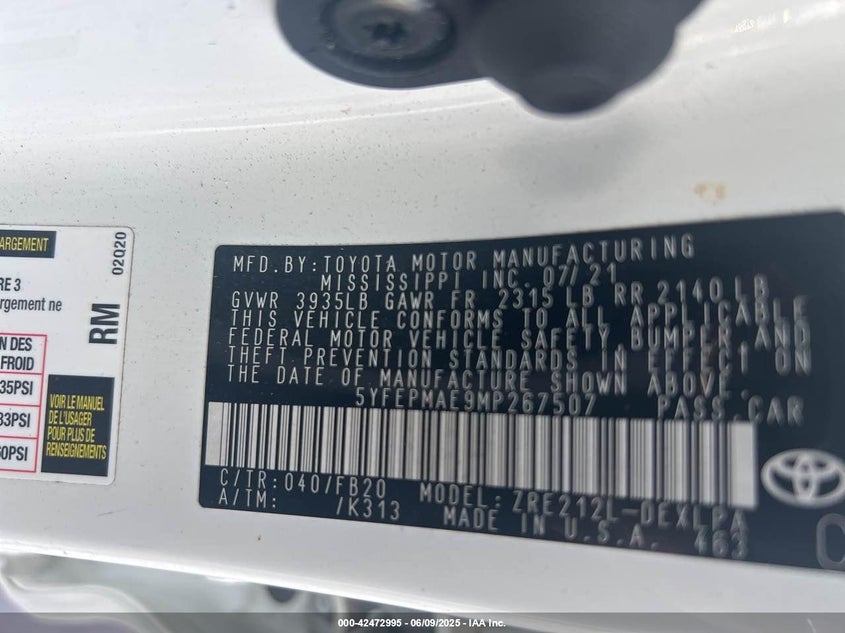 ARGEMENT
RE 3
argement ne
N DES
FROID
35PSI
33PSI
60PSI
RM
02020
VOIR LE MANUEL
DE L'USAGER
POUR PLUS DE
RENSEIGNEMENTS
MFD.BY:TOYOTA MOTOR MANUFACTURING
MISSISSIPPI INC. 07/21
GVWR 3935LB GAWR FR 2315 LB RR 2140 LB
THIS VEHICLE CONFORMS TO ALL APPLICABLE
FEDERAL MOTOR VEHICLE SAFETY, BUMPER AND
THEFT PREVENTION STANDARDS IN EFFECT ON
THE DATE OF MANUFACTURE SHOWN ABOVE.
5YFEPMAE9MP267507 PASS.CAR
C/TR:040/FB20 MODEL:ZRE212L-DEXLPA
A/TM: /K313 MADE IN U.S.A. 463
C
000-42472995 - 06/09/2025 - IAA Inc.